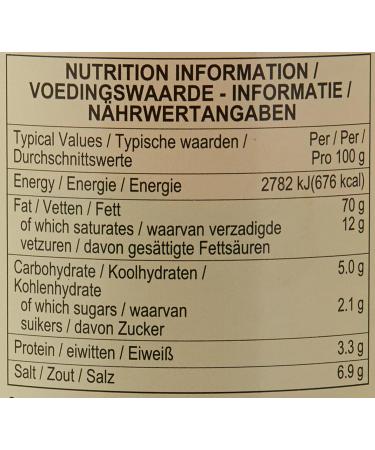 NUTRITION INFORMATION /
VOEDINGSWAARDE - INFORMATIE /
NÄHRWERTANGABEN
Typical Values / Typische waarden /
Durchschnittswerte
Per / Per /
Pro 100 g
Energy / Energie / Energie 2782 kJ(676 kcal)
Fat / Vetten / Fett 70 g
of which saturates / waarvan verzadigde 12 g
vetzuren / davon gesättigte Fettsäuren
Carbohydrate / Koolhydraten / 5.0 g
Kohlenhydrate
of which sugars / waarvan 2.1 g
suikers / davon Zucker
Protein / eiwitten / Eiweiß 3.3 g
Salt / Zout / Salz 6.9 g